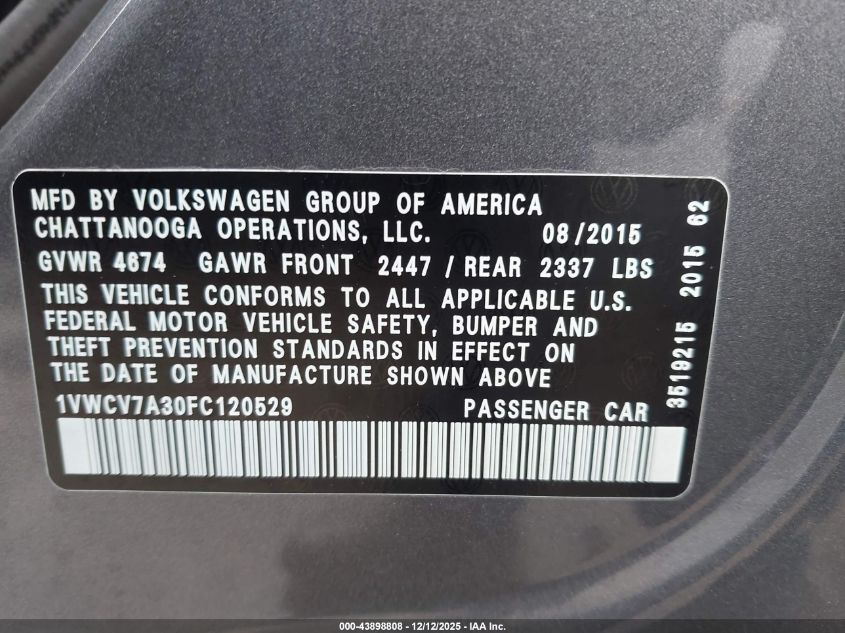 MFD BY VOLKSWAGEN GROUP OF AMERICA
CHATTANOOGA OPERATIONS, LLC. 08/2015
GVWR 4674 GAWR FRONT 2447 / REAR 2337 LBS
THIS VEHICLE CONFORMS TO ALL APPLICABLE U.S.
FEDERAL MOTOR VEHICLE SAFETY, BUMPER AND
THEFT PREVENTION STANDARDS IN EFFECT ON
THE DATE OF MANUFACTURE SHOWN ABOVE
1VWCV7A30FC120529 PASSENGER CAR
3519215 2015 62
000-43898808 - 12/12/2025 - IAA Inc.